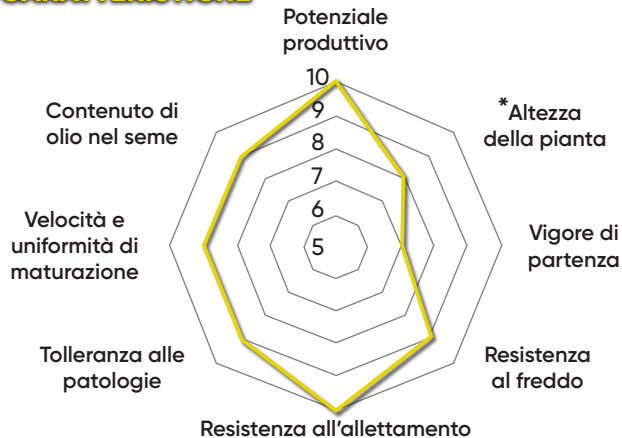 Potenziale
produttivo
10
9
8
7
6
5
*Altezza
della pianta
Vigore di
partenza
Resistenza
al freddo
Resistenza all'allettamento
Tolleranza alle
patologie
Velocità e
uniformità di
maturazione
Contenuto di
olio nel seme